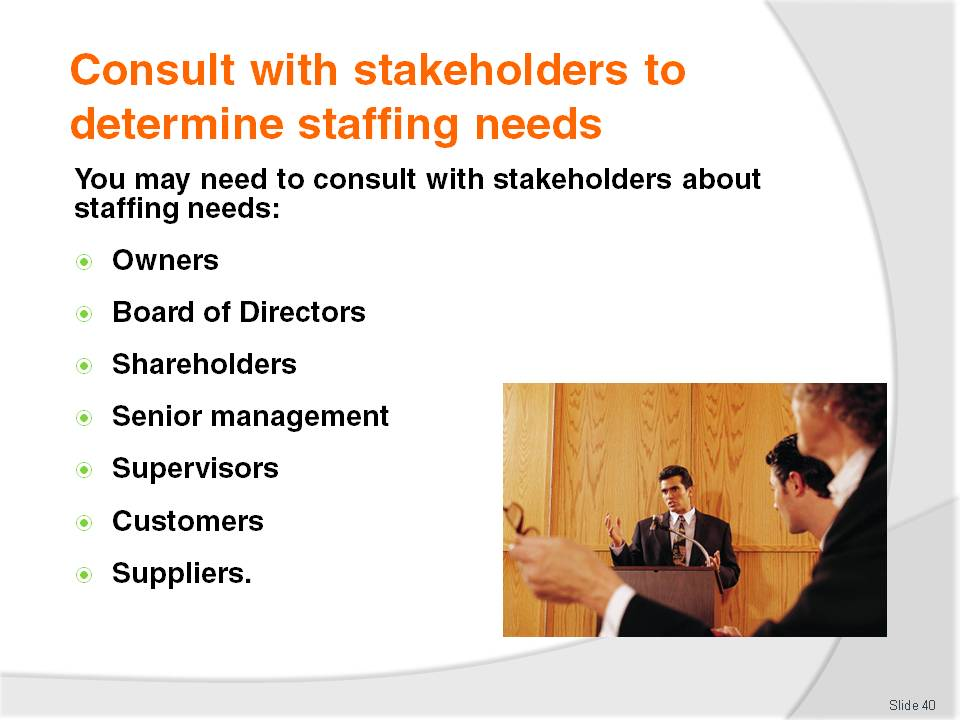 Consult with stakeholders to
determine staffing needs
You may need to consult with stakeholders about
staffing needs:
Owners
Board of Directors
Shareholders
Senior management
Supervisors
Customers
Suppliers.
Slide 40